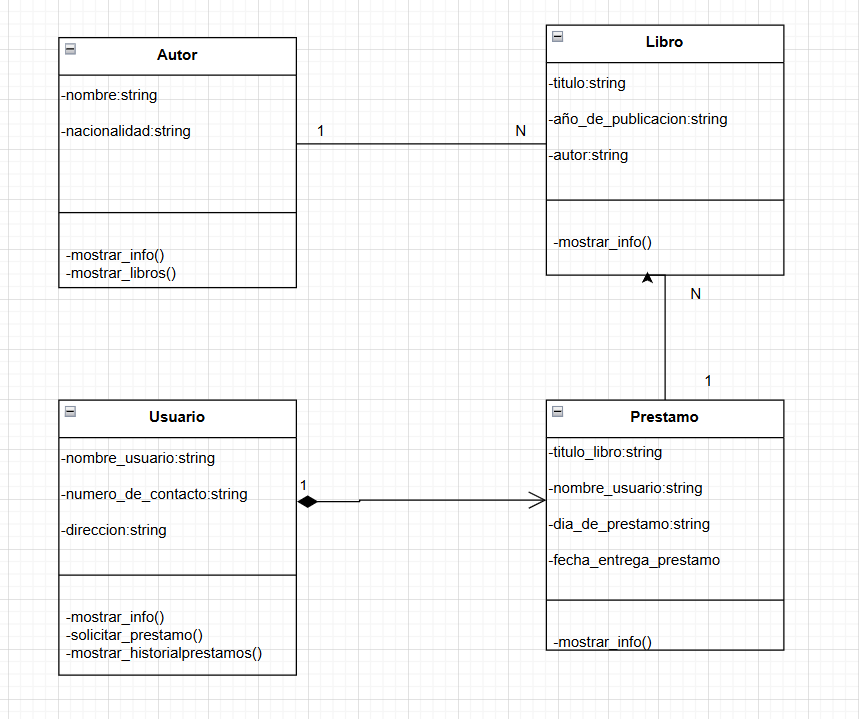 Autor
-nombre:string
-nacionalidad:string
-mostrar_info()
-mostrar_libros()
1
N
Libro
-titulo:string
-año_de_publicacion:string
-autor:string
-mostrar_info()
N
1
Usuario
-nombre_usuario:string
-numero_de_contacto:string
-direccion:string
-mostrar_info()
-solicitar_prestamo()
-mostrar_historialprestamos()
1
Prestamo
-titulo_libro:string
-nombre_usuario:string
-dia_de_prestamo:string
-fecha_entrega_prestamo
-mostrar_info()